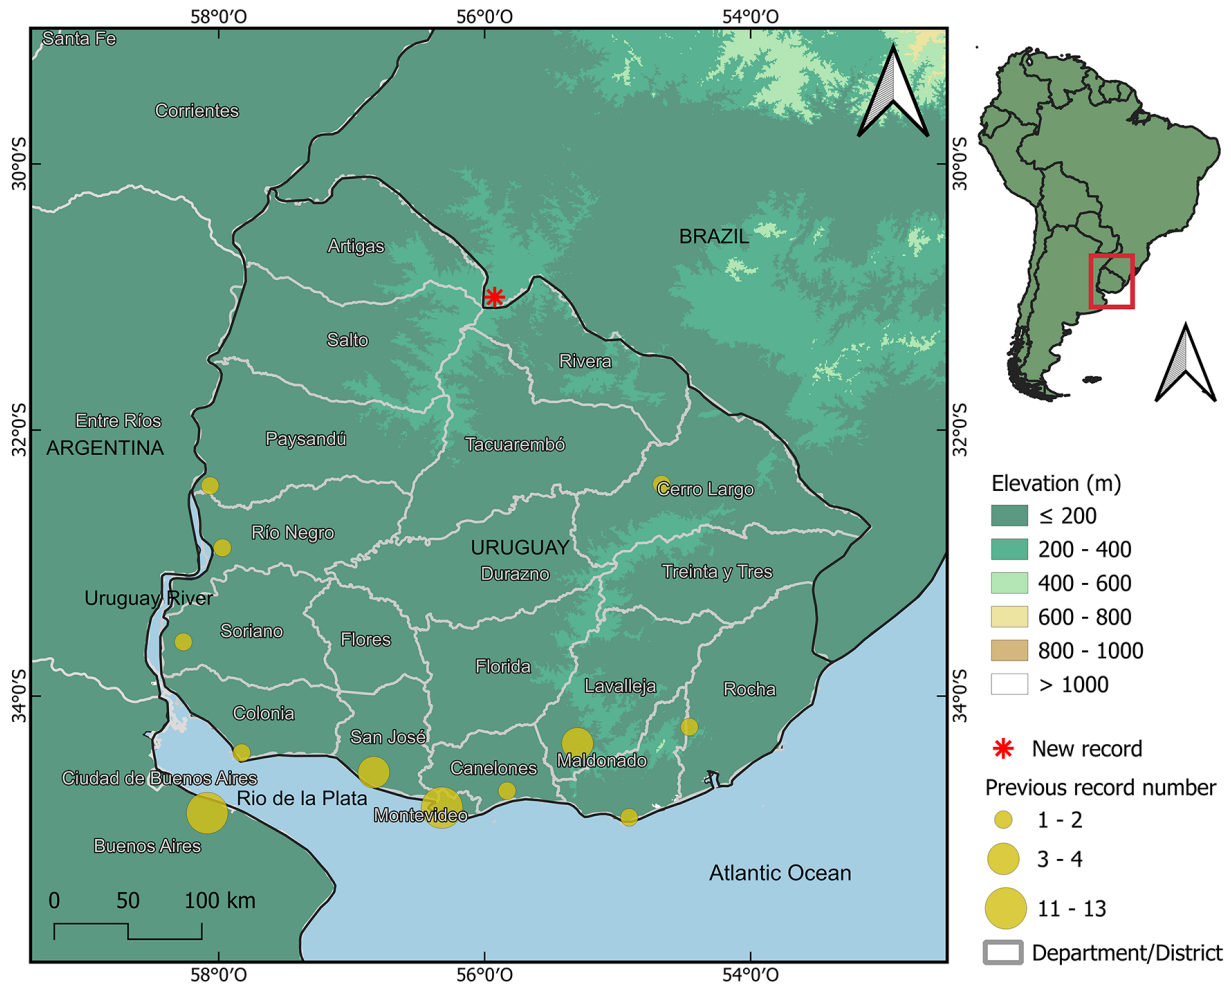 58°0'O 56°0'O 54°0'O
Santa Fe
Corrientes
30°0'S
30°0'S
BRAZIL
Artigas
Salto
Rivera
Entre Ríos
ARGENTINA
Paysandú
Tacuarembó
32°0'S
32°0'S
Cerro Largo
Río Negro
URUGUAY
Durazno
Treinta y Tres
Uruguay River
Soriano
Flores
Florida
Lavalleja
Rocha
34°0'S
34°0'S
Colonia
San José
Canelones
Maldonado
Ciudad de Buenos Aires
Rio de la Plata
Montevideo
Buenos Aires
Atlantic Ocean
0 50 100 km
58°0'O 56°0'O 54°0'O
Elevation (m)
≤ 200
200 - 400
400 - 600
600 - 800
800 - 1000
> 1000
New record
Previous record number
1 - 2
3 - 4
11 - 13
Department/District